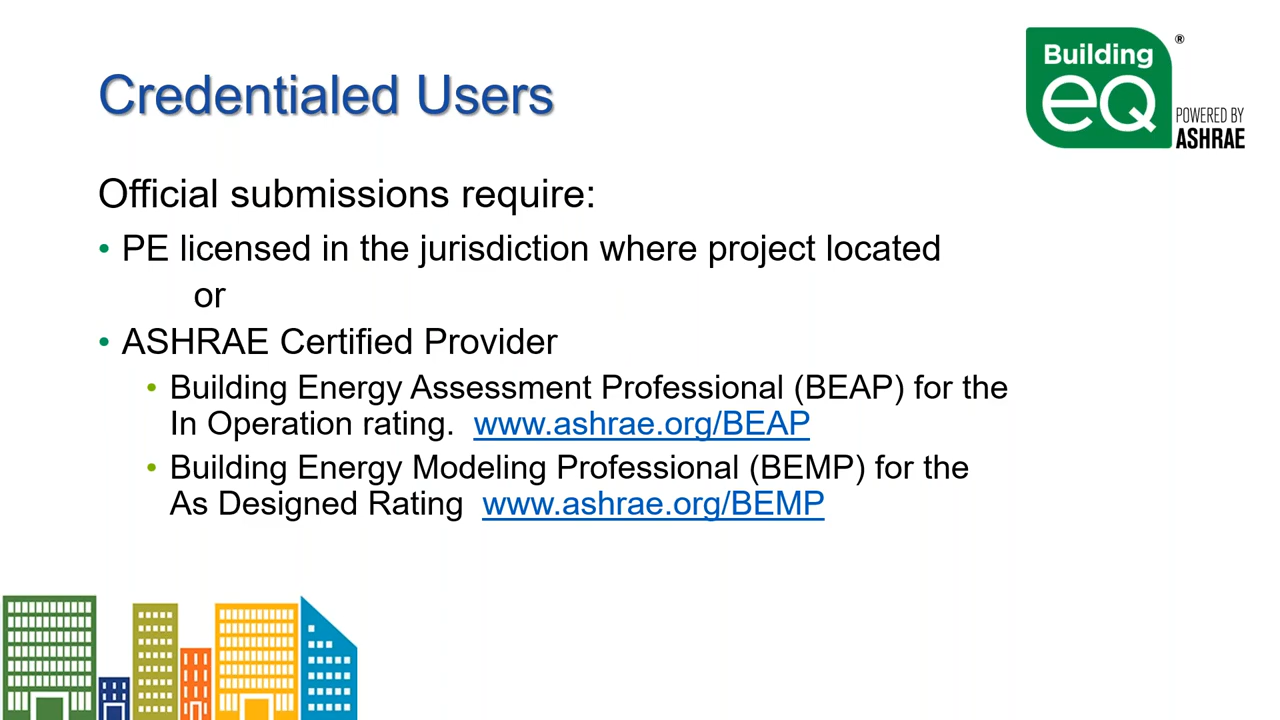 Building
eQ
®
POWERED BY
ASHRAE
Credentialed Users
Official submissions require:
• PE licensed in the jurisdiction where project located
or
• ASHRAE Certified Provider
• Building Energy Assessment Professional (BEAP) for the
In Operation rating. www.ashrae.org/BEAP
• Building Energy Modeling Professional (BEMP) for the
As Designed Rating www.ashrae.org/BEMP